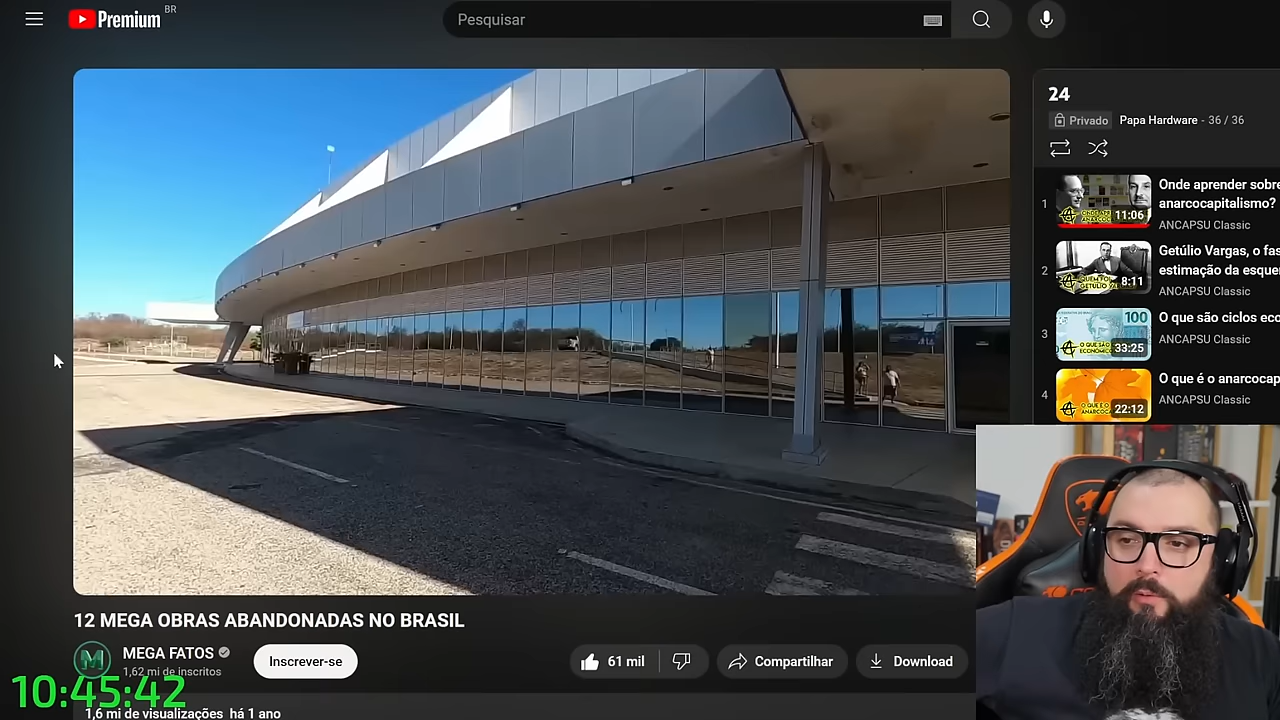 Premium BR
Pesquisar
24
Privado Papa Hardware - 36 / 36
1
11:06
Onde aprender sobre
anarcocapitalismo?
ANCAPSU Classic
2
8:11
Getúlio Vargas, o fas
estimação da esque
ANCAPSU Classic
3
100
33:25
O que são ciclos eco
ANCAPSU Classic
4
22:12
O que é o anarcocap
ANCAPSU Classic
12 MEGA OBRAS ABANDONADAS NO BRASIL
MEGA FATOS
1,62 mi de inscritos
Inscrever-se
61 mil
Compartilhar
Download
10:45:42
1,6 mi de visualizações há 1 ano